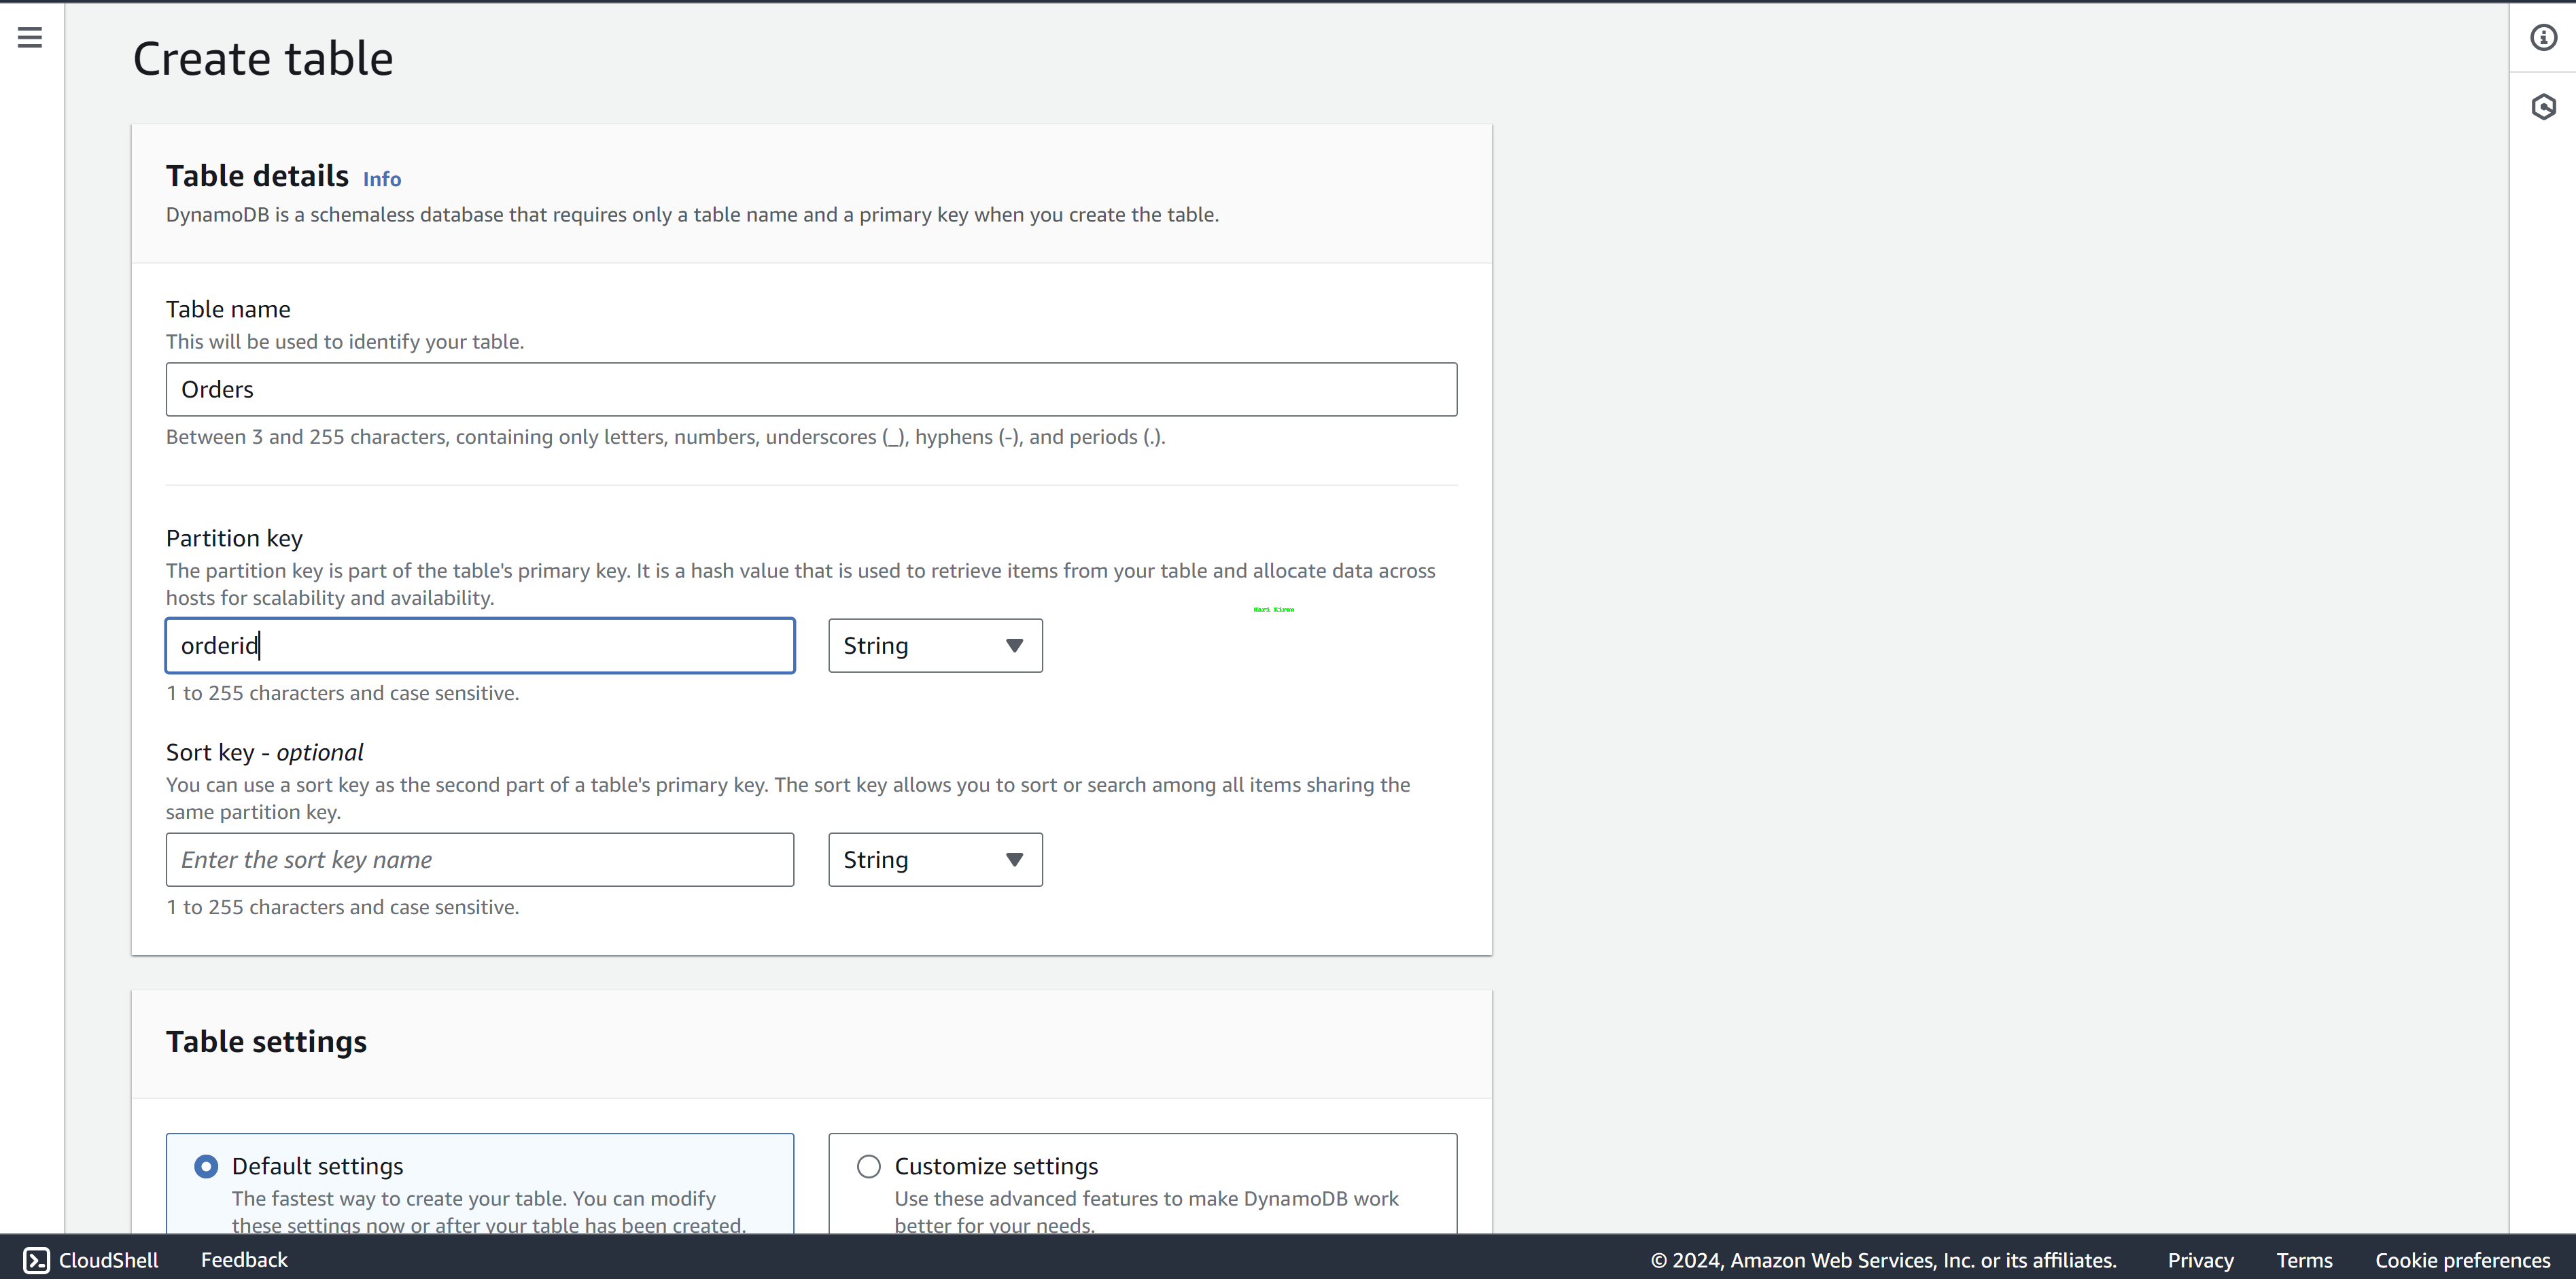 Create table
Table details Info
DynamoDB is a schemaless database that requires only a table name and a primary key when you create the table.
Table name
This will be used to identify your table.
Orders
Between 3 and 255 characters, containing only letters, numbers, underscores (_), hyphens (-), and periods (.).
Partition key
The partition key is part of the table's primary key. It is a hash value that is used to retrieve items from your table and allocate data across
hosts for scalability and availability.
Hari Kiran
orderid
String
1 to 255 characters and case sensitive.
Sort key - optional
You can use a sort key as the second part of a table's primary key. The sort key allows you to sort or search among all items sharing the
same partition key.
Enter the sort key name
String
1 to 255 characters and case sensitive.
Table settings
Default settings
The fastest way to create your table. You can modify
these settings now or after your table has been created.
Customize settings
Use these advanced features to make DynamoDB work
better for your needs.
CloudShell Feedback © 2024, Amazon Web Services, Inc. or its affiliates. Privacy Terms Cookie preferences